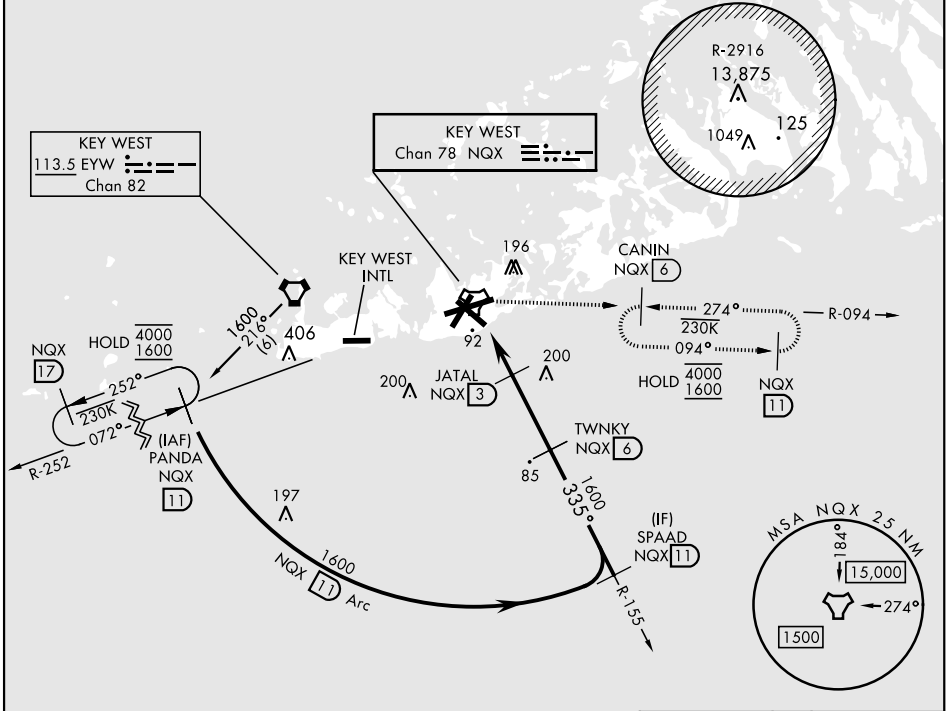 R-2916
13,875
1049
125
KEY WEST
113.5 EYW
Chan 82
KEY WEST
Chan 78 NQX
196
CANIN
NQX 6
KEY WEST
INTL
1600
216°
(6)
406
92
274°
230K
094°
R-094
HOLD 4000
1600
NQX
11
HOLD 4000
1600
NQX
17
252°
230K
072°
R-252
(IAF)
PANDA
NQX
11
200
JATAL
NQX 3
200
TWNKY
NQX 6
85
1600
335°
197
1600
NQX 11 Arc
(IF)
SPAAD
NQX 11
R-155
MSA NQX 25 NM
184°
15,000
274°
1500